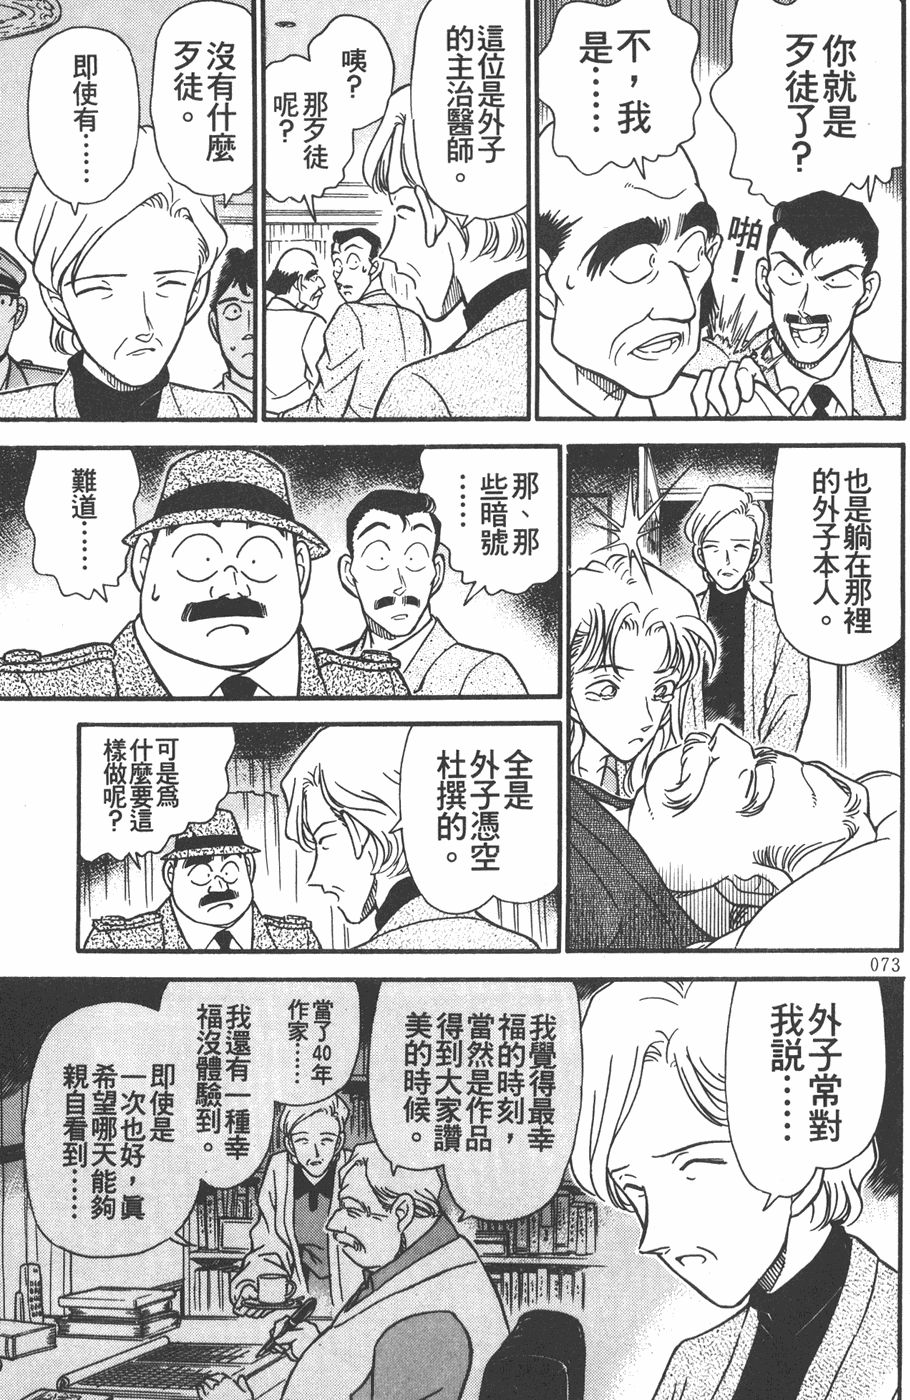 你就是
歹徒了?
啪!
不,我
是……
這位是外子
的主治醫師。
咦?
那歹徒
呢?
沒有什麼
歹徒。
即使有……
也是躺在那裡
的外子本人。
那、那
些暗號
……
難道……
全是
外子憑空
杜撰的。
可是為
什麼要這
樣做呢?
073
外子常對
我說……
我覺得最幸
福的時刻,
當然是作品
得到大家讚
美的時候。
當了40年
作家……
我還有一種幸
福沒體驗到。
即使是
一次也好,真
希望哪天能夠
親自看到……